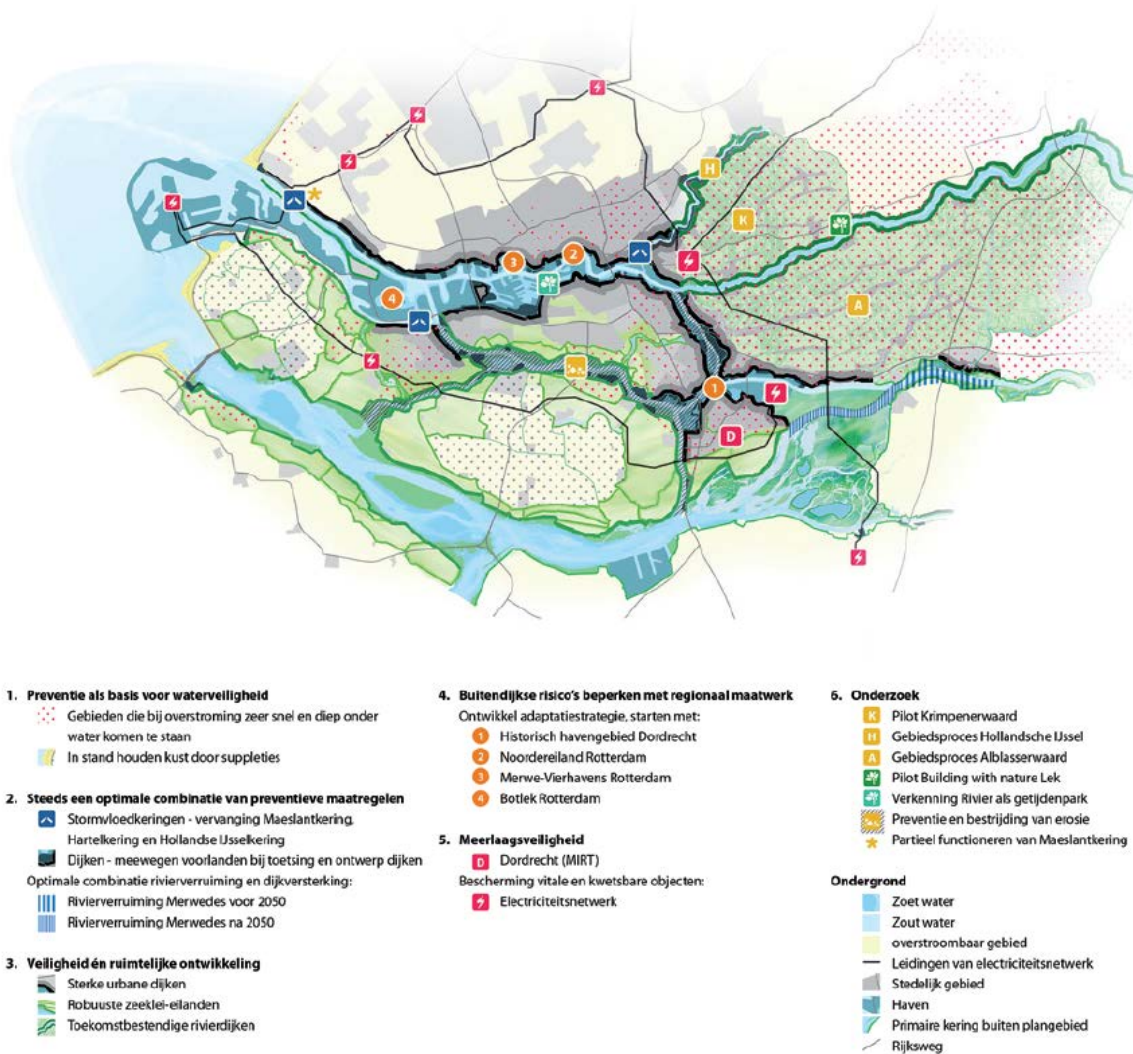 H
K
3
2
4
A
1
D
1. Preventie als basis voor waterveiligheid
Gebieden die bij overstroming zeer snel en diep onder
water komen te staan
In stand houden kust door suppleties
2. Steeds een optimale combinatie van preventieve maatregelen
Stormvloedkeringen - vervanging Maeslantkering,
Hartelkering en Hollandse IJsselkering
Dijken - meewegen voorlanden bij toetsing en ontwerp dijken
Optimale combinatie rivierverruiming en dijkversterking:
Rivierverruiming Merwedes voor 2050
Rivierverruiming Merwedes na 2050
3. Veiligheid én ruimtelijke ontwikkeling
Sterke urbane dijken
Robuuste zeeklei-eilanden
Toekomstbestendige rivierdijken
4. Buitendijkse risico's beperken met regionaal maatwerk
Ontwikkel adaptatiestrategie, starten met:
1 Historisch havengebied Dordrecht
2 Noordereiland Rotterdam
3 Merwe-Vierhavens Rotterdam
4 Botlek Rotterdam
5. Meerlaagsveiligheid
D Dordrecht (MIRT)
Bescherming vitale en kwetsbare objecten:
Electriciteitsnetwerk
6. Onderzoek
K Pilot Krimpenerwaard
H Gebiedsproces Hollandsche IJssel
A Gebiedsproces Alblasserwaard
Pilot Building with nature Lek
Verkenning Rivier als getijdenpark
Preventie en bestrijding van erosie
Partieel functioneren van Maeslantkering
Ondergrond
Zoet water
Zout water
overstroombaar gebied
Leidingen van electriciteitsnetwerk
Stedelijk gebied
Haven
Primaire kering buiten plangebied
Rijksweg